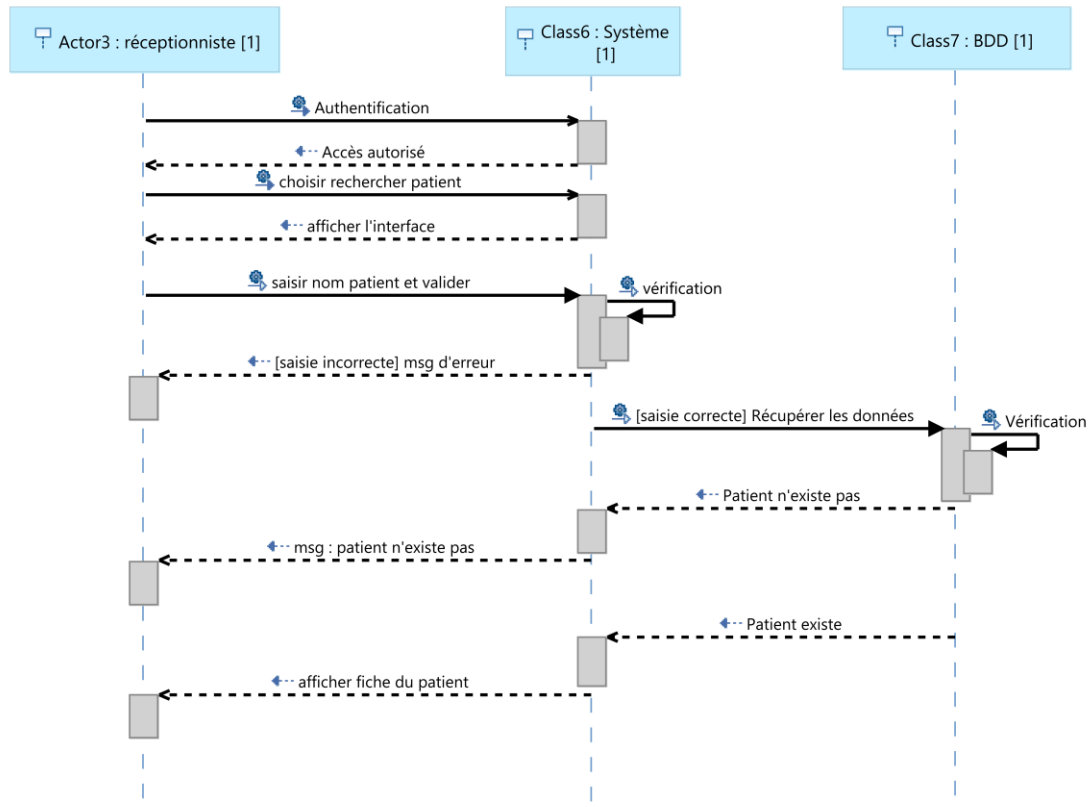 Actor3 : réceptionniste [1]
Class6 : Système
[1]
Class7 : BDD [1]
Authentification
Accès autorisé
choisir rechercher patient
afficher l'interface
saisir nom patient et valider
vérification
[saisie incorrecte] msg d'erreur
[saisie correcte] Récupérer les données
Vérification
Patient n'existe pas
msg : patient n'existe pas
Patient existe
afficher fiche du patient